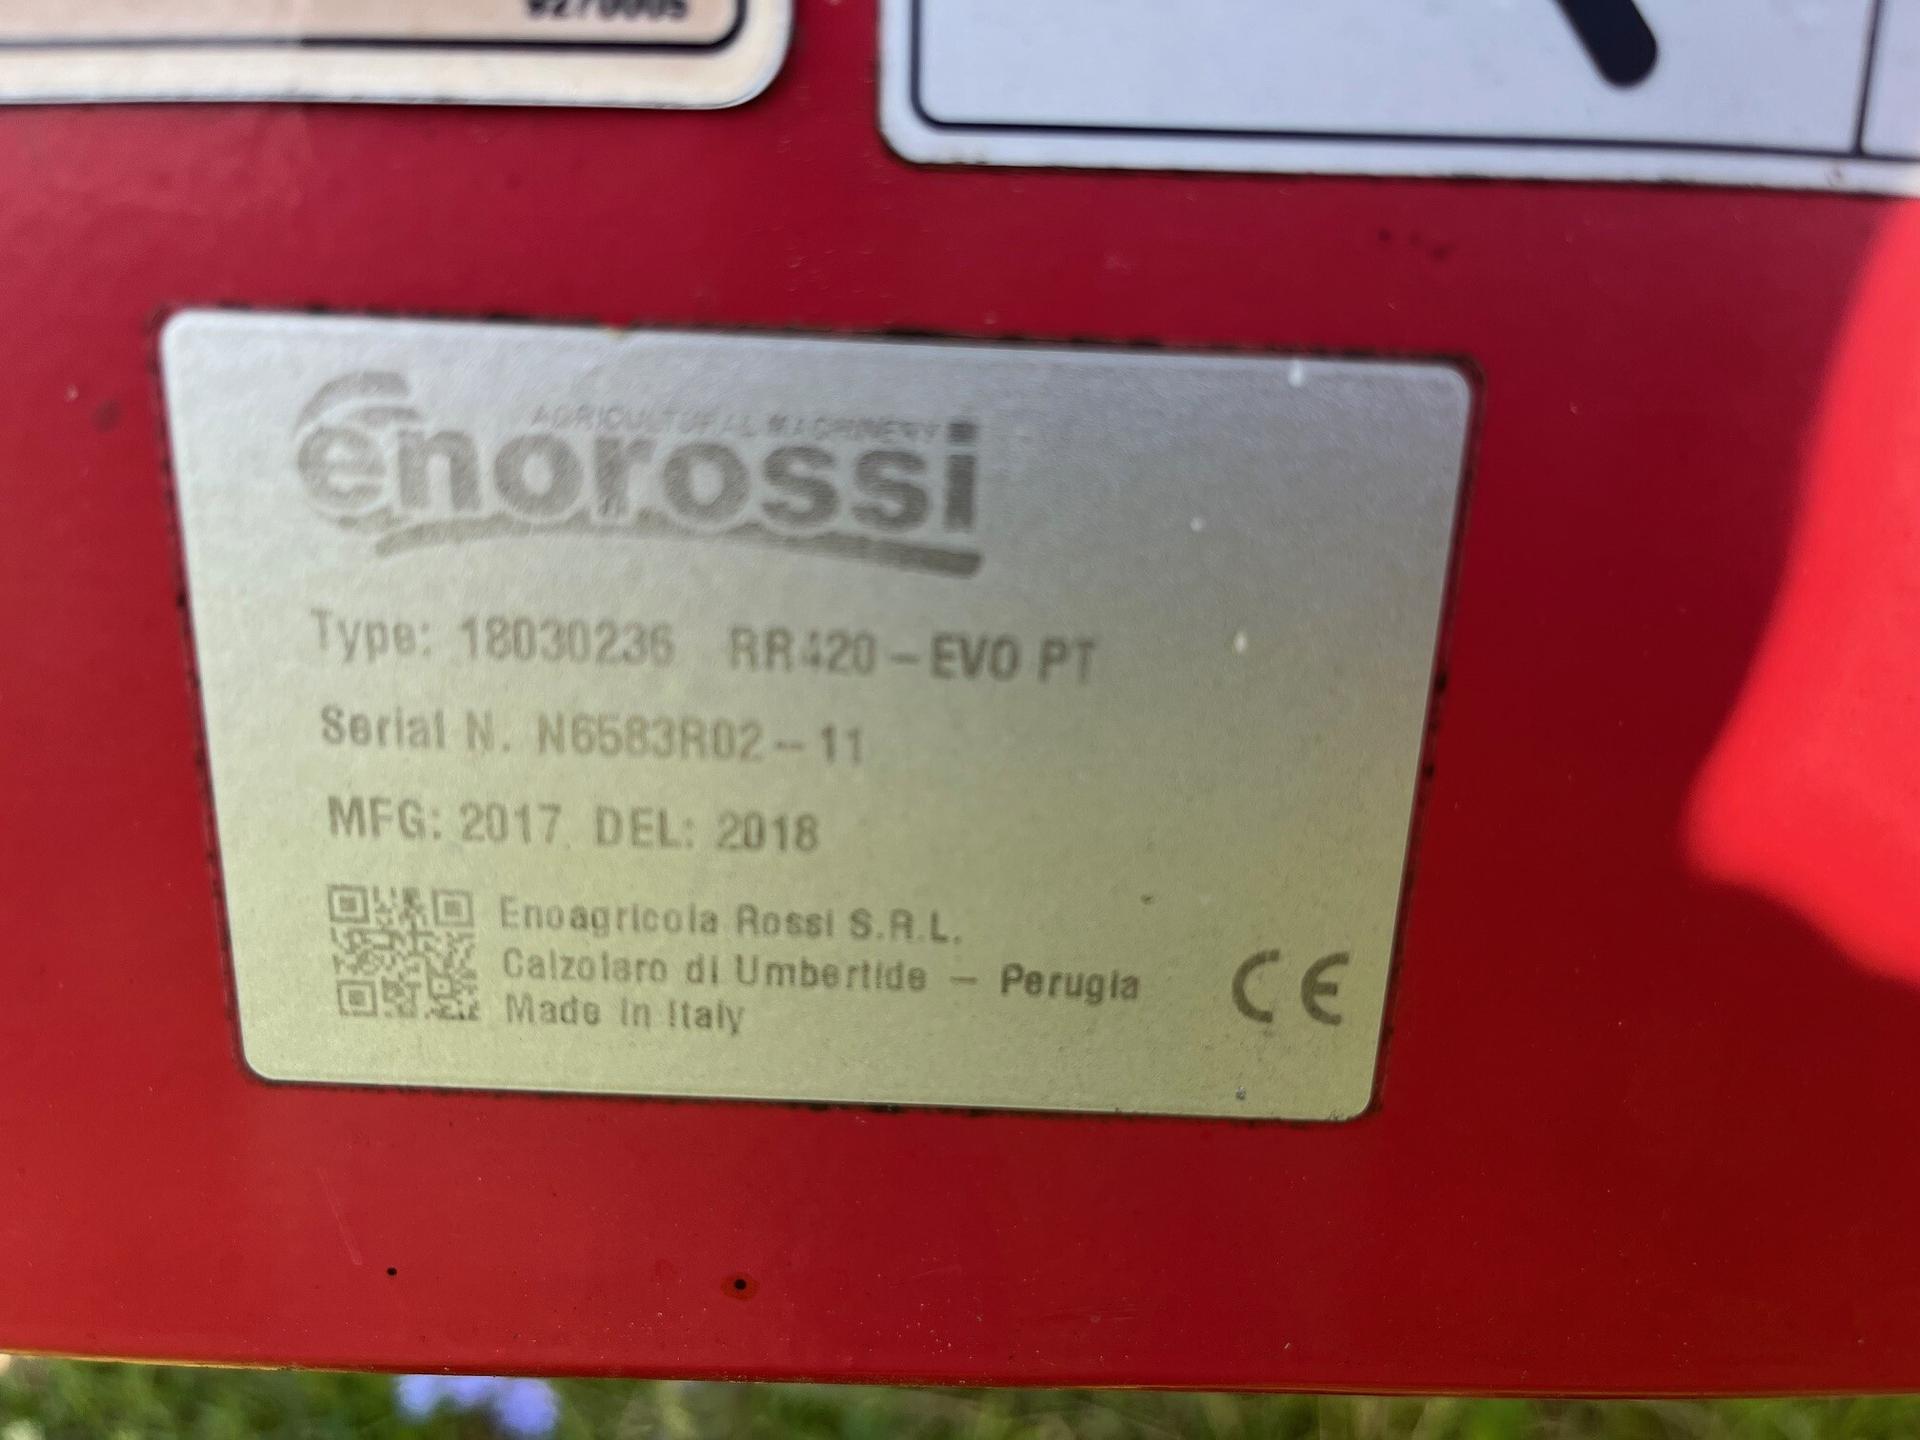 9270005
AGRICULTURAL MACHINERY
enorossi
Type: 18030236 RR420-EVO PT
Serial N. N6583R02-11
MFG: 2017 DEL: 2018
Enoagricola Rossi S.R.L.
Calzolaro di Umbertide - Perugia
Made in Italy
CE